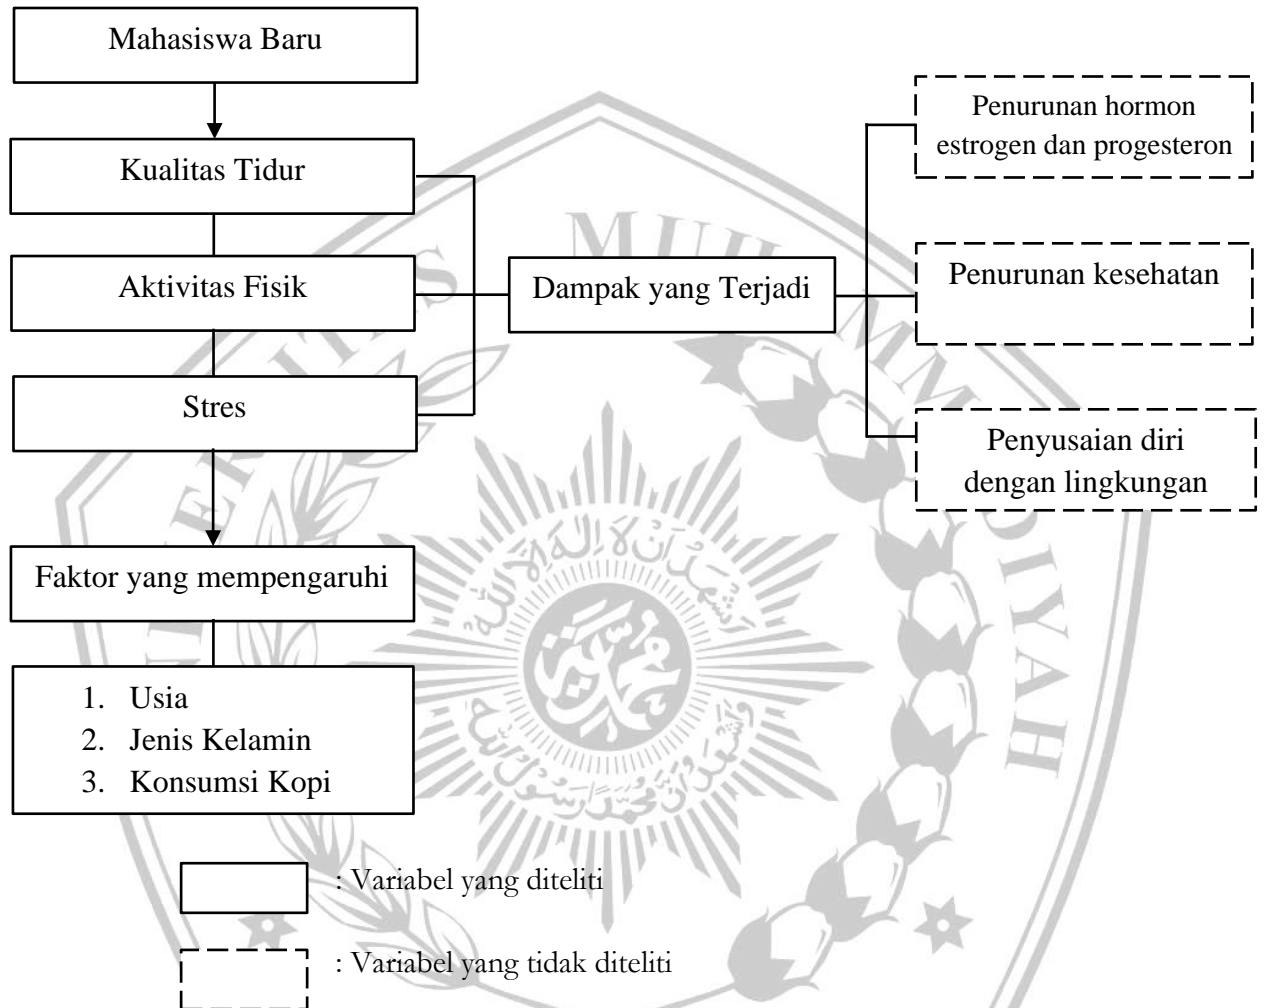 Mahasiswa Baru
Kualitas Tidur
Aktivitas Fisik
Stres
Faktor yang mempengaruhi
1. Usia
2. Jenis Kelamin
3. Konsumsi Kopi
Dampak yang Terjadi
Penurunan hormon
estrogen dan progesteron
Penurunan kesehatan
Penyusaian diri
dengan lingkungan
: Variabel yang diteliti
: Variabel yang tidak diteliti